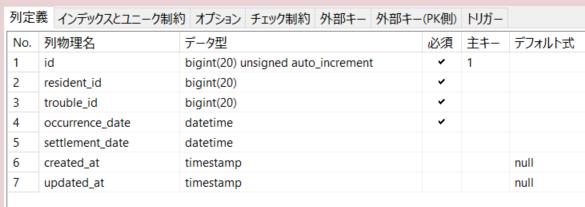 列定義 インデックスとユニーク制約 オプション チェック制約 外部キー 外部キー(PK側) トリガー
No. 列物理名 データ型 必須 主キー デフォルト式
1 id bigint(20) unsigned auto_increment ✔ 1
2 resident_id bigint(20) ✔
3 trouble_id bigint(20) ✔
4 occurrence_date datetime ✔
5 settlement_date datetime
6 created_at timestamp null
7 updated_at timestamp null